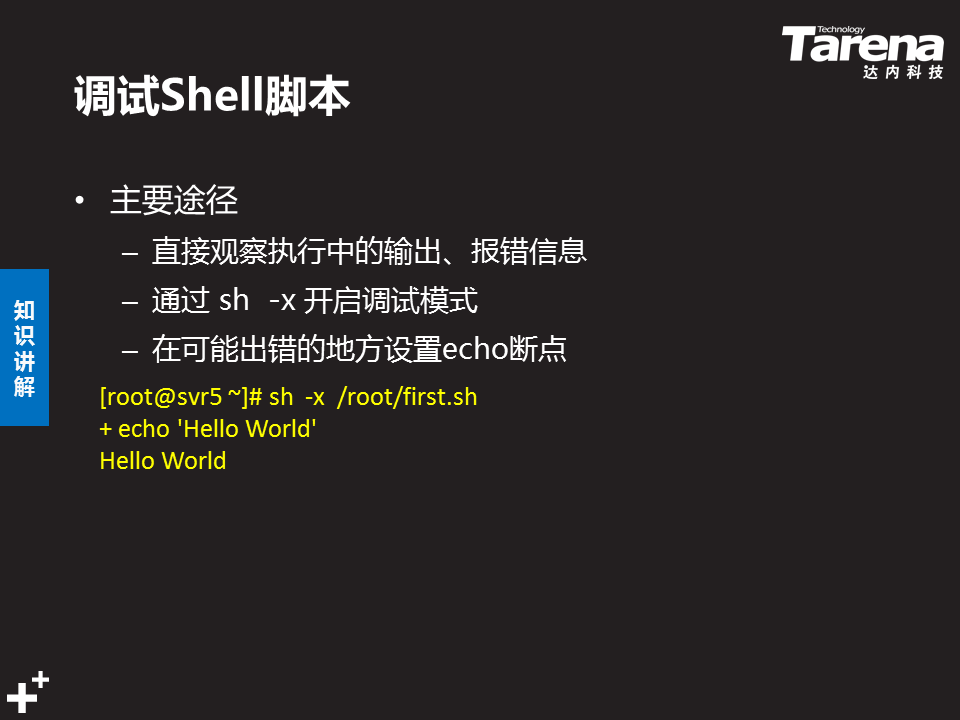 Technology
Tarena
达内科技
调试Shell脚本
• 主要途径
– 直接观察执行中的输出、报错信息
– 通过 sh -x 开启调试模式
– 在可能出错的地方设置echo断点
知识讲解
[root@svr5 ~]# sh -x /root/first.sh
+ echo 'Hello World'
Hello World